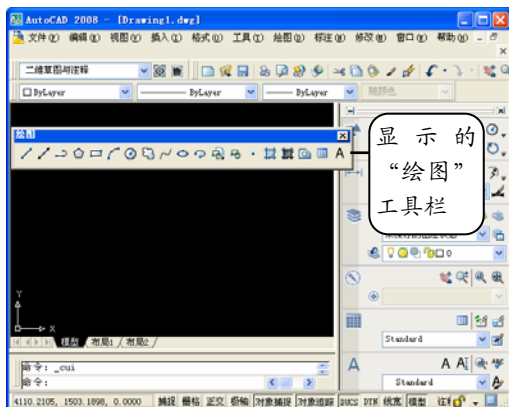 AutoCAD 2008 - [Drawing1.dwg]
文件(F) 编辑(E) 视图(V) 插入(I) 格式(O) 工具(T) 绘图(D) 标注(N) 修改(M) 窗口(W) 帮助(H)
二维草图与注释
ByLayer ByLayer ByLayer 随颜色
绘图
A
显示的
“绘图”
工具栏
0
Y
X
模型 布局1 布局2
Standard
命令: _cui
A A AI
命令:
Standard
4110.2105, 1503.1898, 0.0000 捕捉 栅格 正交 极轴 对象捕捉 对象追踪 DUCS DYN 线宽 模型